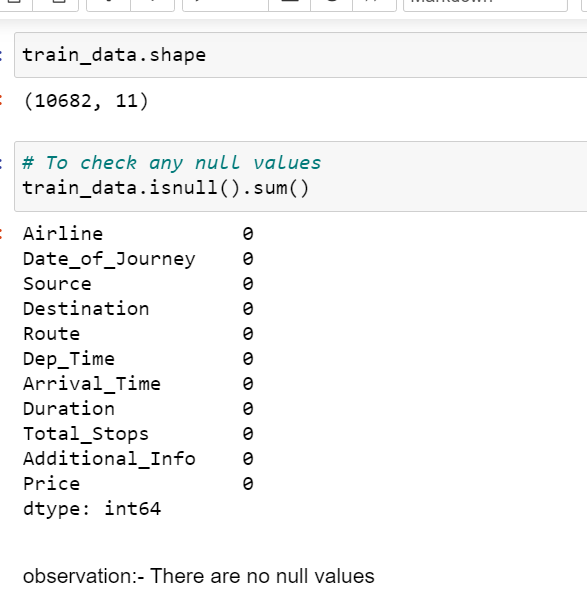 train_data.shape
(10682, 11)
# To check any null values
train_data.isnull().sum()
Airline 0
Date_of_Journey 0
Source 0
Destination 0
Route 0
Dep_Time 0
Arrival_Time 0
Duration 0
Total_Stops 0
Additional_Info 0
Price 0
dtype: int64
observation:- There are no null values